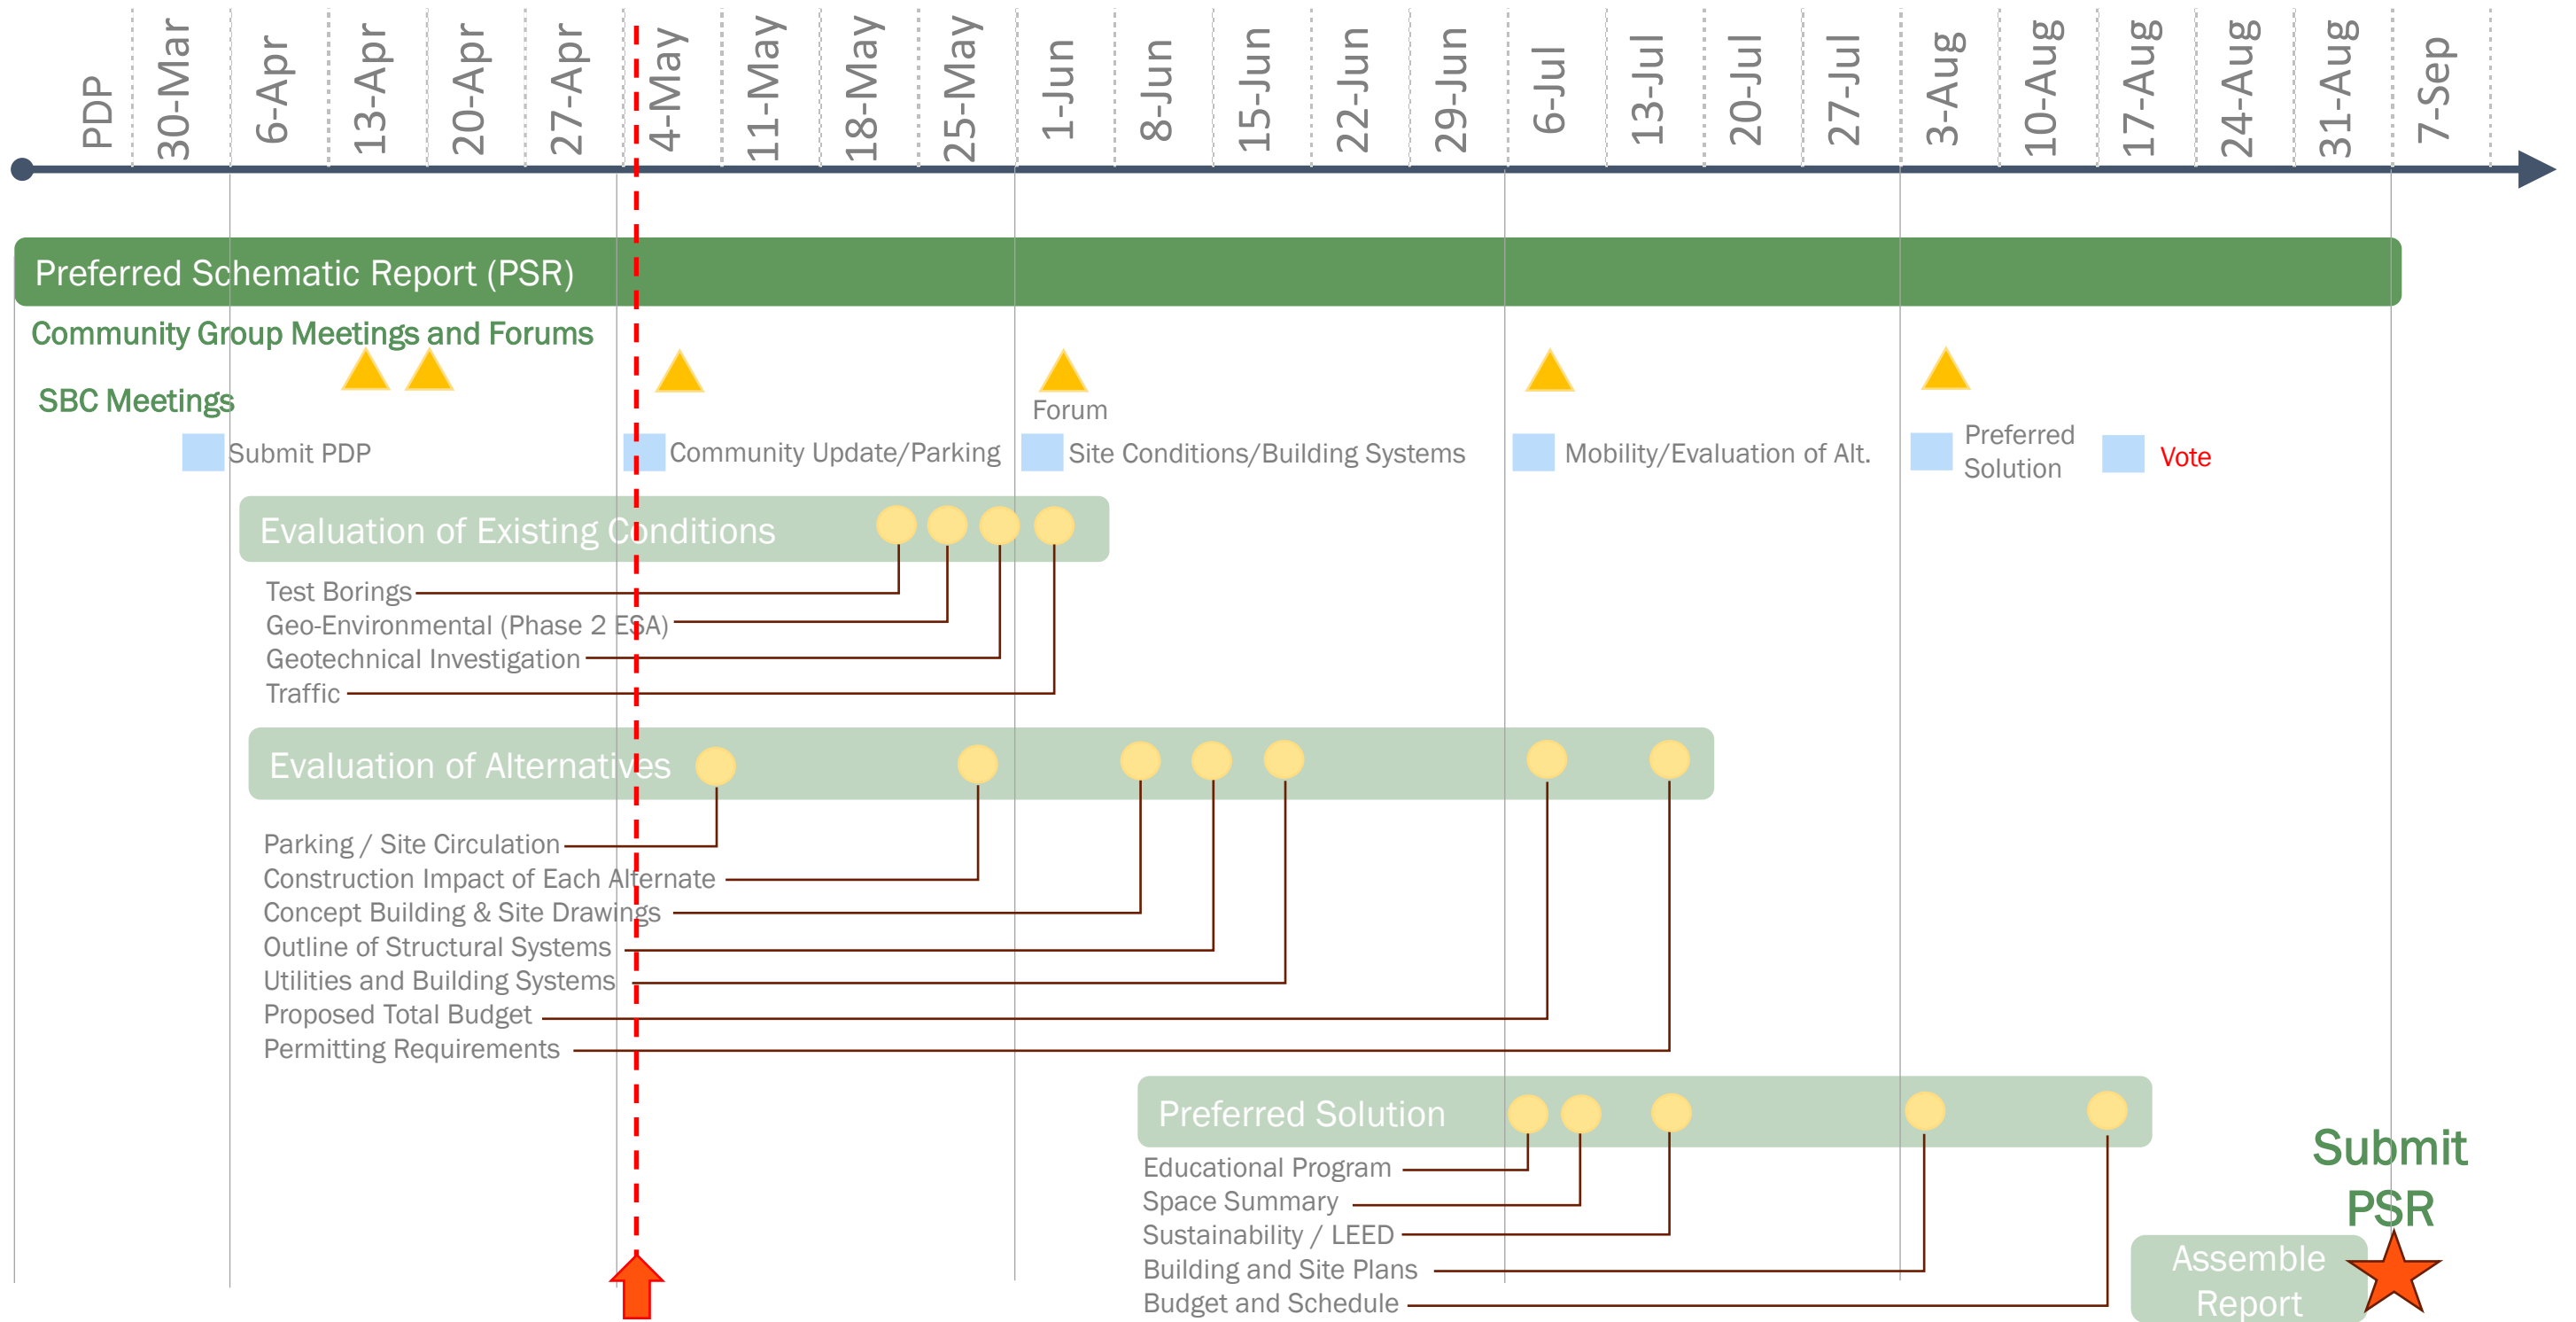 PDP
30-Mar
6-Apr
13-Apr
20-Apr
27-Apr
4-May
11-May
18-May
25-May
1-Jun
8-Jun
15-Jun
22-Jun
29-Jun
6-Jul
13-Jul
20-Jul
27-Jul
3-Aug
10-Aug
17-Aug
24-Aug
31-Aug
7-Sep
Preferred Schematic Report (PSR)
Community Group Meetings and Forums
SBC Meetings
Forum
Submit PDP
Community Update/Parking
Site Conditions/Building Systems
Mobility/Evaluation of Alt.
Preferred
Solution
Vote
Evaluation of Existing Conditions
Test Borings
Geo-Environmental (Phase 2 ESA)
Geotechnical Investigation
Traffic
Evaluation of Alternatives
Parking / Site Circulation
Construction Impact of Each Alternate
Concept Building & Site Drawings
Outline of Structural Systems
Utilities and Building Systems
Proposed Total Budget
Permitting Requirements
Preferred Solution
Educational Program
Space Summary
Sustainability / LEED
Building and Site Plans
Budget and Schedule
Submit
PSR
Assemble
Report